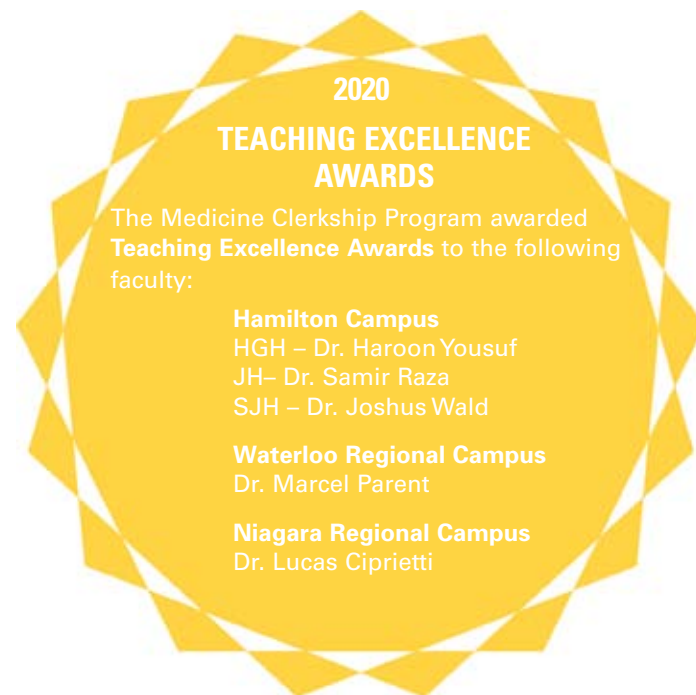 2020
TEACHING EXCELLENCE
AWARDS
The Medicine Clerkship Program awarded
Teaching Excellence Awards to the following
faculty:
Hamilton Campus
HGH – Dr. Haroon Yousuf
JH– Dr. Samir Raza
SJH – Dr. Joshus Wald
Waterloo Regional Campus
Dr. Marcel Parent
Niagara Regional Campus
Dr. Lucas Ciprietti